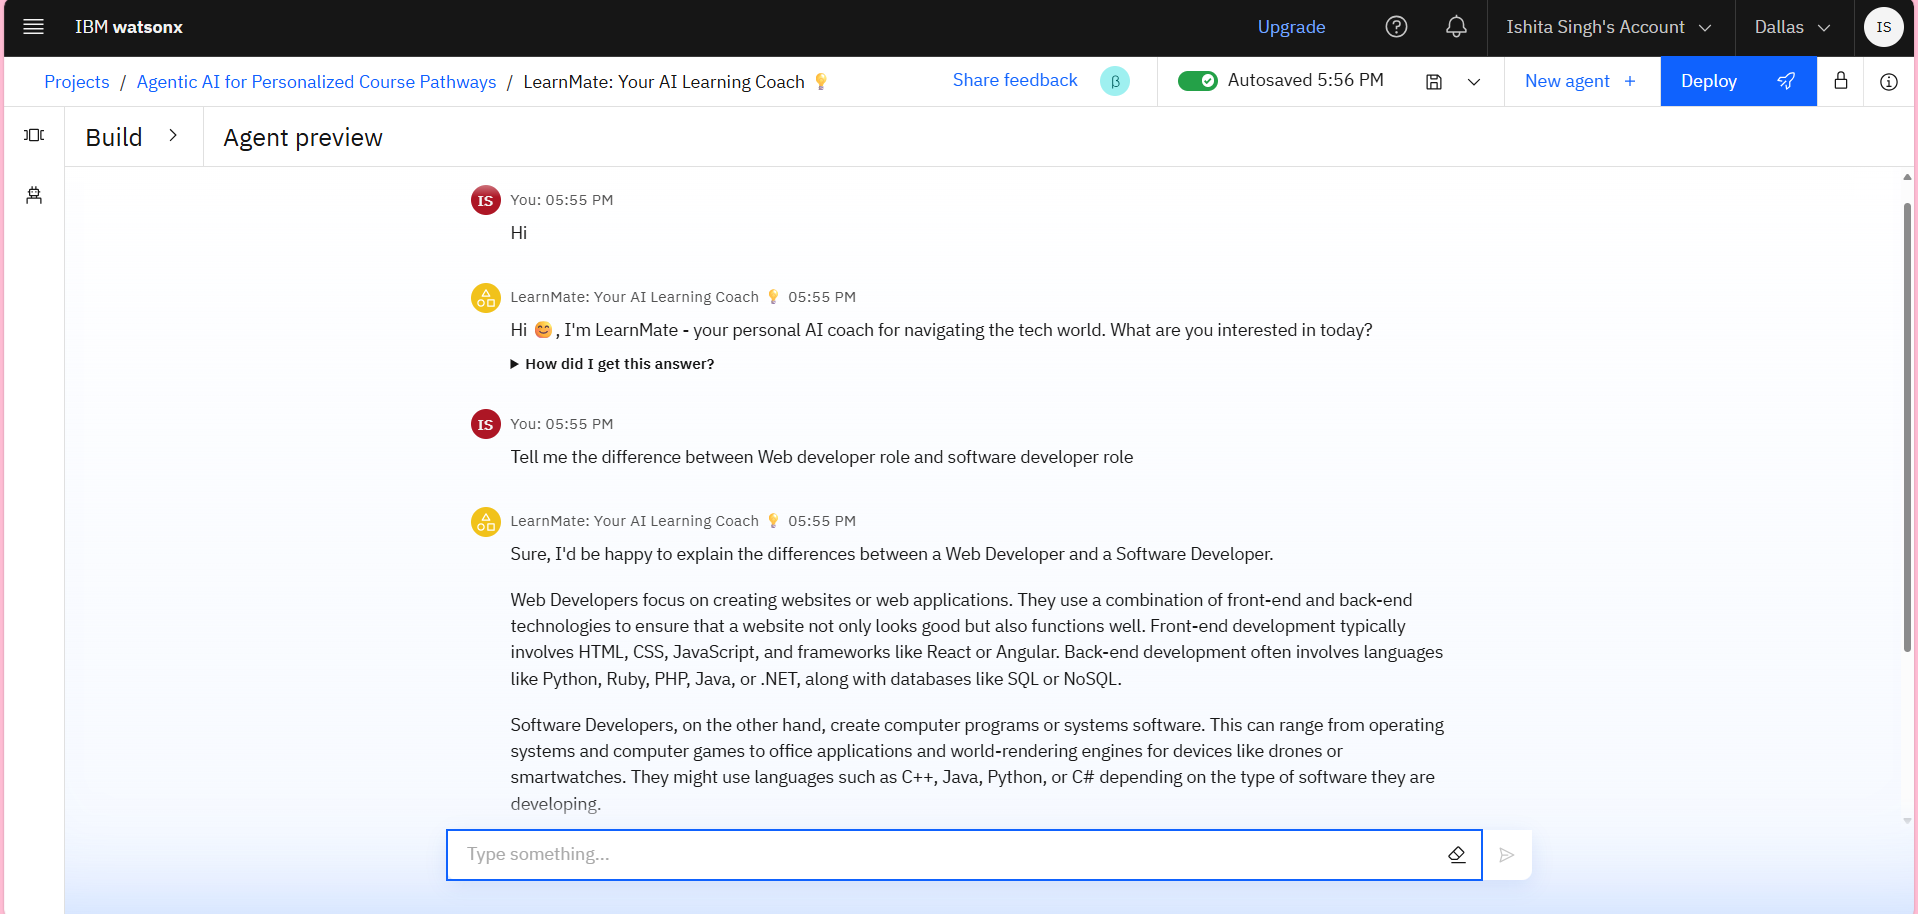 IBM watsonx
Upgrade
Ishita Singh's Account
Dallas
IS
Projects / Agentic AI for Personalized Course Pathways / LearnMate: Your AI Learning Coach 💡
Share feedback
β
Autosaved 5:56 PM
New agent +
Deploy
Build
Agent preview
IS
You: 05:55 PM
Hi
LearnMate: Your AI Learning Coach 💡 05:55 PM
Hi 😊, I'm LearnMate - your personal AI coach for navigating the tech world. What are you interested in today?
How did I get this answer?
IS
You: 05:55 PM
Tell me the difference between Web developer role and software developer role
LearnMate: Your AI Learning Coach 💡 05:55 PM
Sure, I'd be happy to explain the differences between a Web Developer and a Software Developer.
Web Developers focus on creating websites or web applications. They use a combination of front-end and back-end
technologies to ensure that a website not only looks good but also functions well. Front-end development typically
involves HTML, CSS, JavaScript, and frameworks like React or Angular. Back-end development often involves languages
like Python, Ruby, PHP, Java, or .NET, along with databases like SQL or NoSQL.
Software Developers, on the other hand, create computer programs or systems software. This can range from operating
systems and computer games to office applications and world-rendering engines for devices like drones or
smartwatches. They might use languages such as C++, Java, Python, or C# depending on the type of software they are
developing.
Type something...